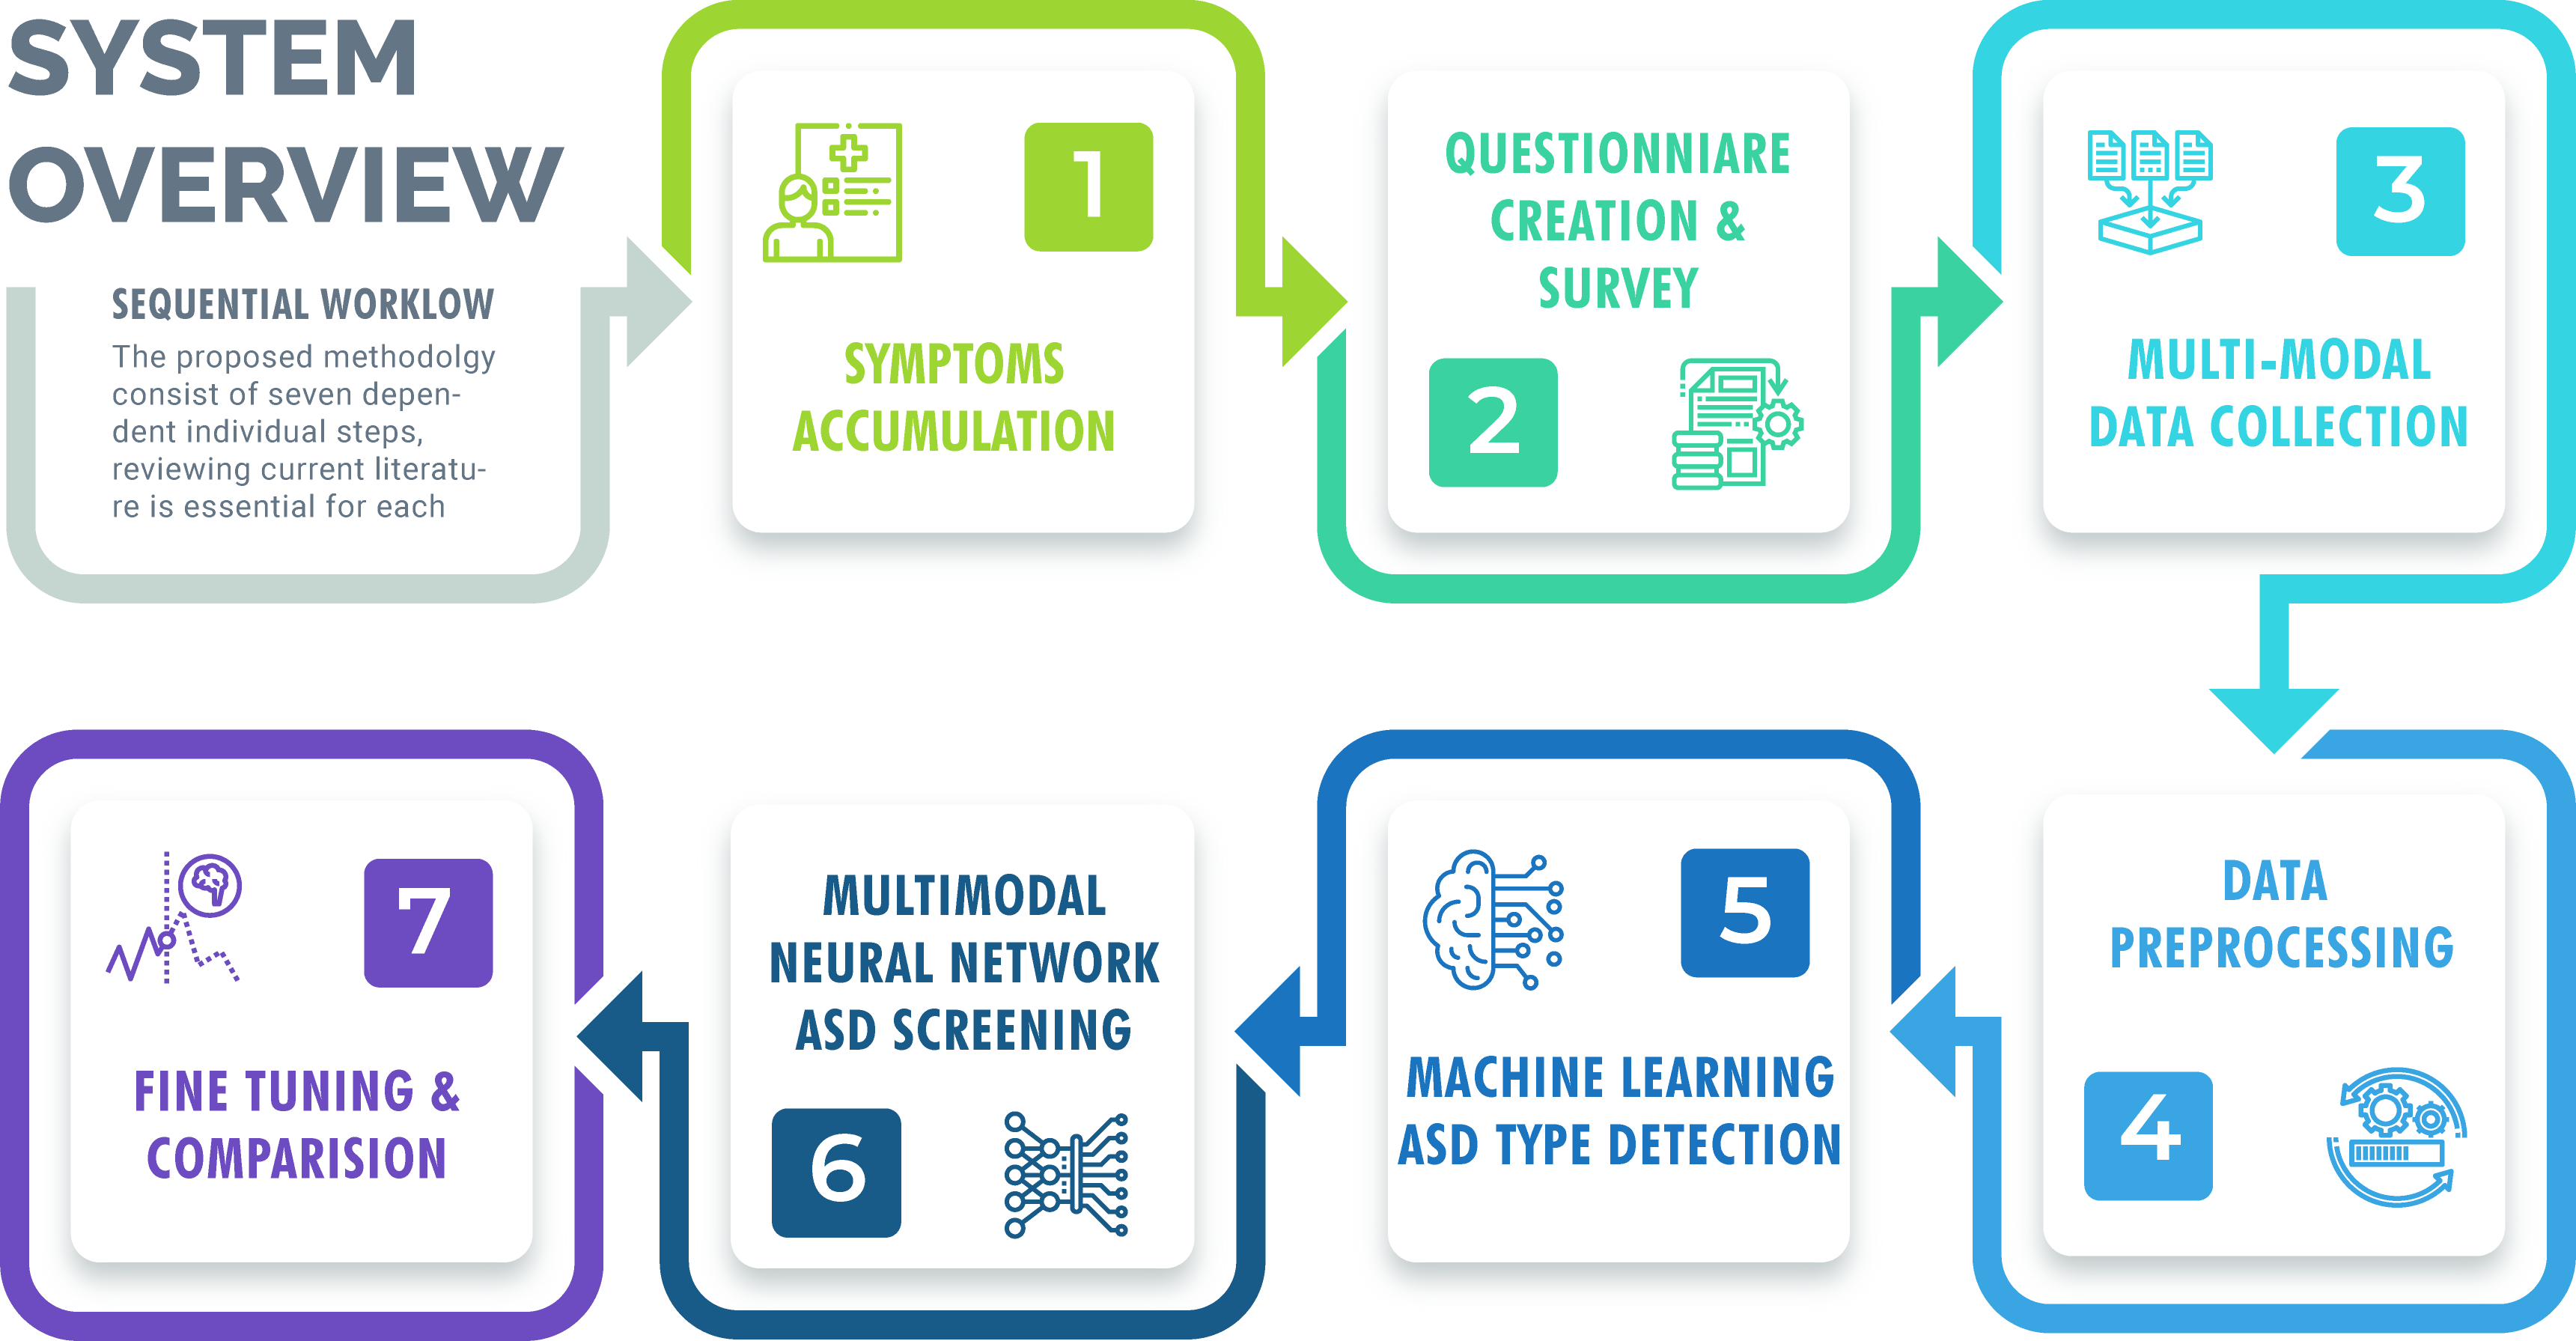 SYSTEM
OVERVIEW
SEQUENTIAL WORKLOW
The proposed methodolgy
consist of seven depen-
dent individual steps,
reviewing current literatu-
re is essential for each
1
SYMPTOMS
ACCUMULATION
QUESTIONNIARE
CREATION &
SURVEY
2
3
MULTI-MODAL
DATA COLLECTION
DATA
PREPROCESSING
4
5
MACHINE LEARNING
ASD TYPE DETECTION
MULTIMODAL
NEURAL NETWORK
ASD SCREENING
6
7
FINE TUNING &
COMPARISION